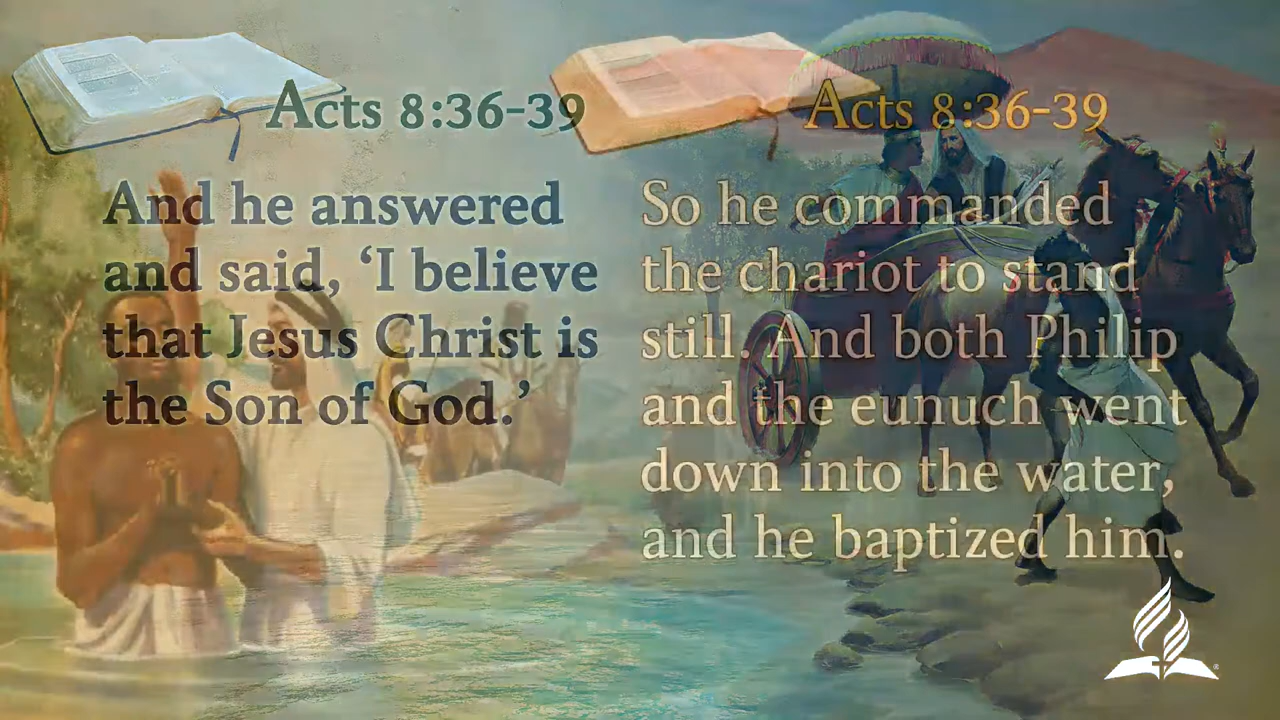 Acts 8:36-39
And he answered
and said, ‘I believe
that Jesus Christ is
the Son of God.’
Acts 8:36-39
So he commanded
the chariot to stand
still. And both Philip
and the eunuch went
down into the water,
and he baptized him.